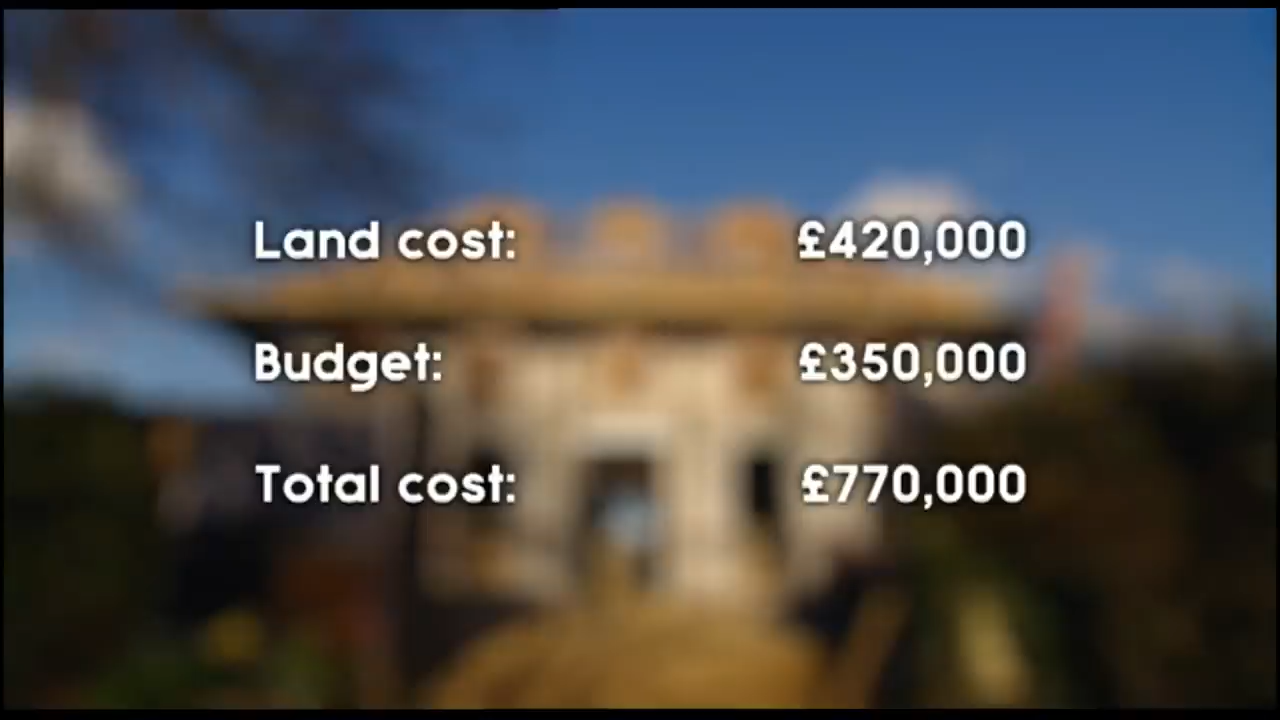 Land cost: £420,000
Budget: £350,000
Total cost: £770,000